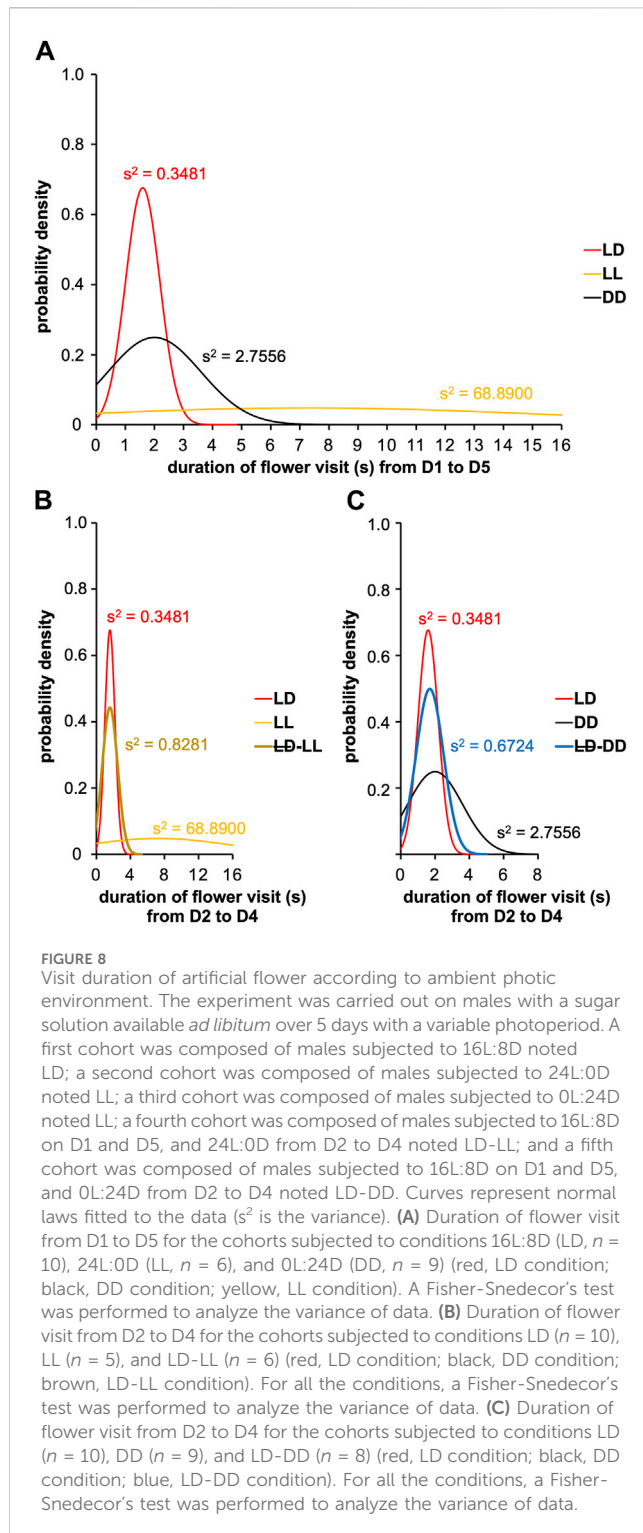 A
1.0
0.8
0.6
0.4
0.2
0
probability density
s² = 0.3481
s² = 2.7556
s² = 68.8900
LD
LL
DD
0 1 2 3 4 5 6 7 8 9 10 11 12 13 14 15 16
duration of flower visit (s) from D1 to D5
B
1.0
0.8
0.6
0.4
0.2
0
probability density
s² = 0.3481
s² = 0.8281
s² = 68.8900
LD
LL
LD-LL
0 4 8 12 16
duration of flower visit (s)
from D2 to D4
C
1.0
0.8
0.6
0.4
0.2
0
probability density
s² = 0.3481
s² = 0.6724
s² = 2.7556
LD
DD
LD-DD
0 2 4 6 8
duration of flower visit (s)
from D2 to D4
FIGURE 8
Visit duration of artificial flower according to ambient photic
environment. The experiment was carried out on males with a sugar
solution available ad libitum over 5 days with a variable photoperiod. A
first cohort was composed of males subjected to 16L:8D noted
LD; a second cohort was composed of males subjected to 24L:0D
noted LL; a third cohort was composed of males subjected to 0L:24D
noted LL; a fourth cohort was composed of males subjected to 16L:8D
on D1 and D5, and 24L:0D from D2 to D4 noted LD-LL; and a fifth
cohort was composed of males subjected to 16L:8D on D1 and D5,
and 0L:24D from D2 to D4 noted LD-DD. Curves represent normal
laws fitted to the data (s² is the variance). (A) Duration of flower visit
from D1 to D5 for the cohorts subjected to conditions 16L:8D (LD, n =
10), 24L:0D (LL, n = 6), and 0L:24D (DD, n = 9) (red, LD condition;
black, DD condition; yellow, LL condition). A Fisher-Snedecor's test
was performed to analyze the variance of data. (B) Duration of flower
visit from D2 to D4 for the cohorts subjected to conditions LD (n = 10),
LL (n = 5), and LD-LL (n = 6) (red, LD condition; black, DD condition;
brown, LD-LL condition). For all the conditions, a Fisher-Snedecor's
test was performed to analyze the variance of data. (C) Duration of
flower visit from D2 to D4 for the cohorts subjected to conditions LD
(n = 10), DD (n = 9), and LD-DD (n = 8) (red, LD condition; black, DD
condition; blue, LD-DD condition). For all the conditions, a Fisher-
Snedecor's test was performed to analyze the variance of data.